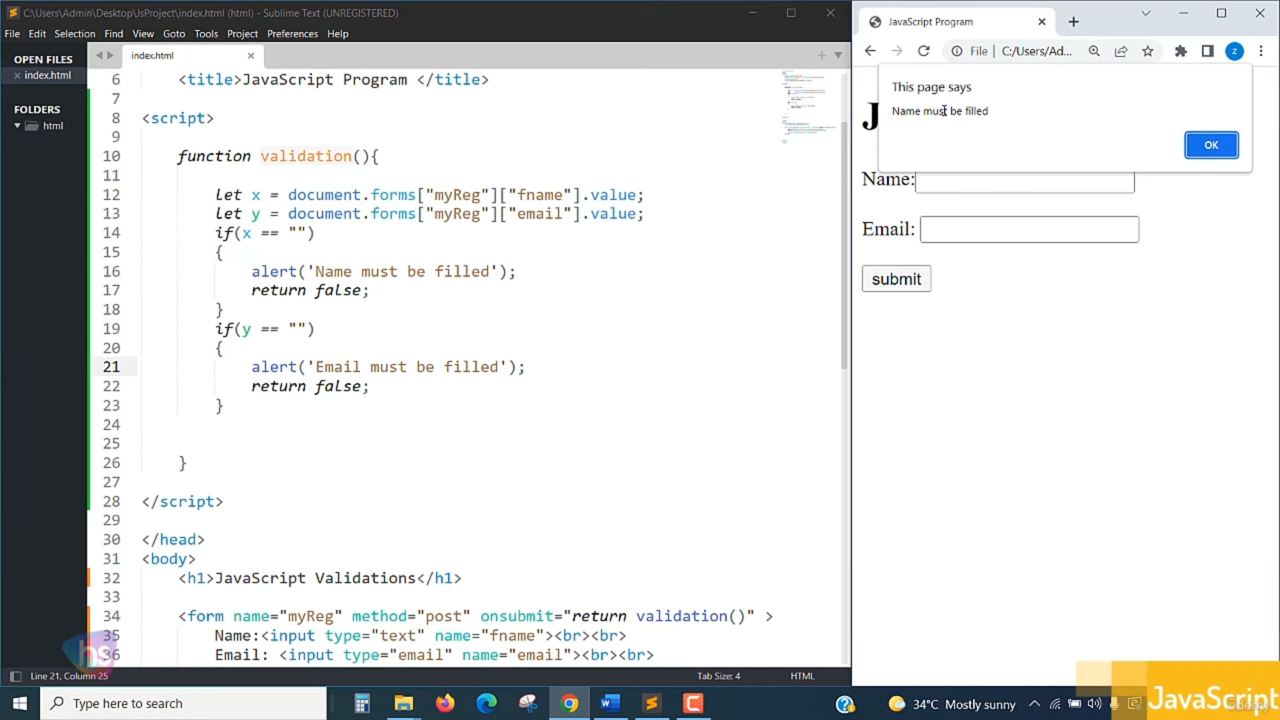 C:\Users\Admin\Desktop\JsProject\index.html (html) - Sublime Text (UNREGISTERED)
File Edit Selection Find View Goto Tools Project Preferences Help
OPEN FILES
index.html
FOLDERS
html
index.html
6 <title>JavaScript Program </title>
7
8 <script>
10 function validation(){
11
12 let x = document.forms["myReg"]["fname"].value;
13 let y = document.forms["myReg"]["email"].value;
14 if(x == "")
15 {
16 alert('Name must be filled');
17 return false;
18 }
19 if(y == "")
20 {
21 alert('Email must be filled');
22 return false;
23 }
24
25
26 }
27
28 </script>
29
30 </head>
31 <body>
32 <h1>JavaScript Validations</h1>
33
34 <form name="myReg" method="post" onsubmit="return validation()" >
35 Name:<input type="text" name="fname"><br><br>
36 Email: <input type="email" name="email"><br><br>
Line 21, Column 25
Tab Size: 4
HTML
JavaScript Program
File C:/Users/Ad...
z
This page says
Name must be filled
OK
J
Name:
Email:
submit
Type here to search
34°C Mostly sunny
JavaScript